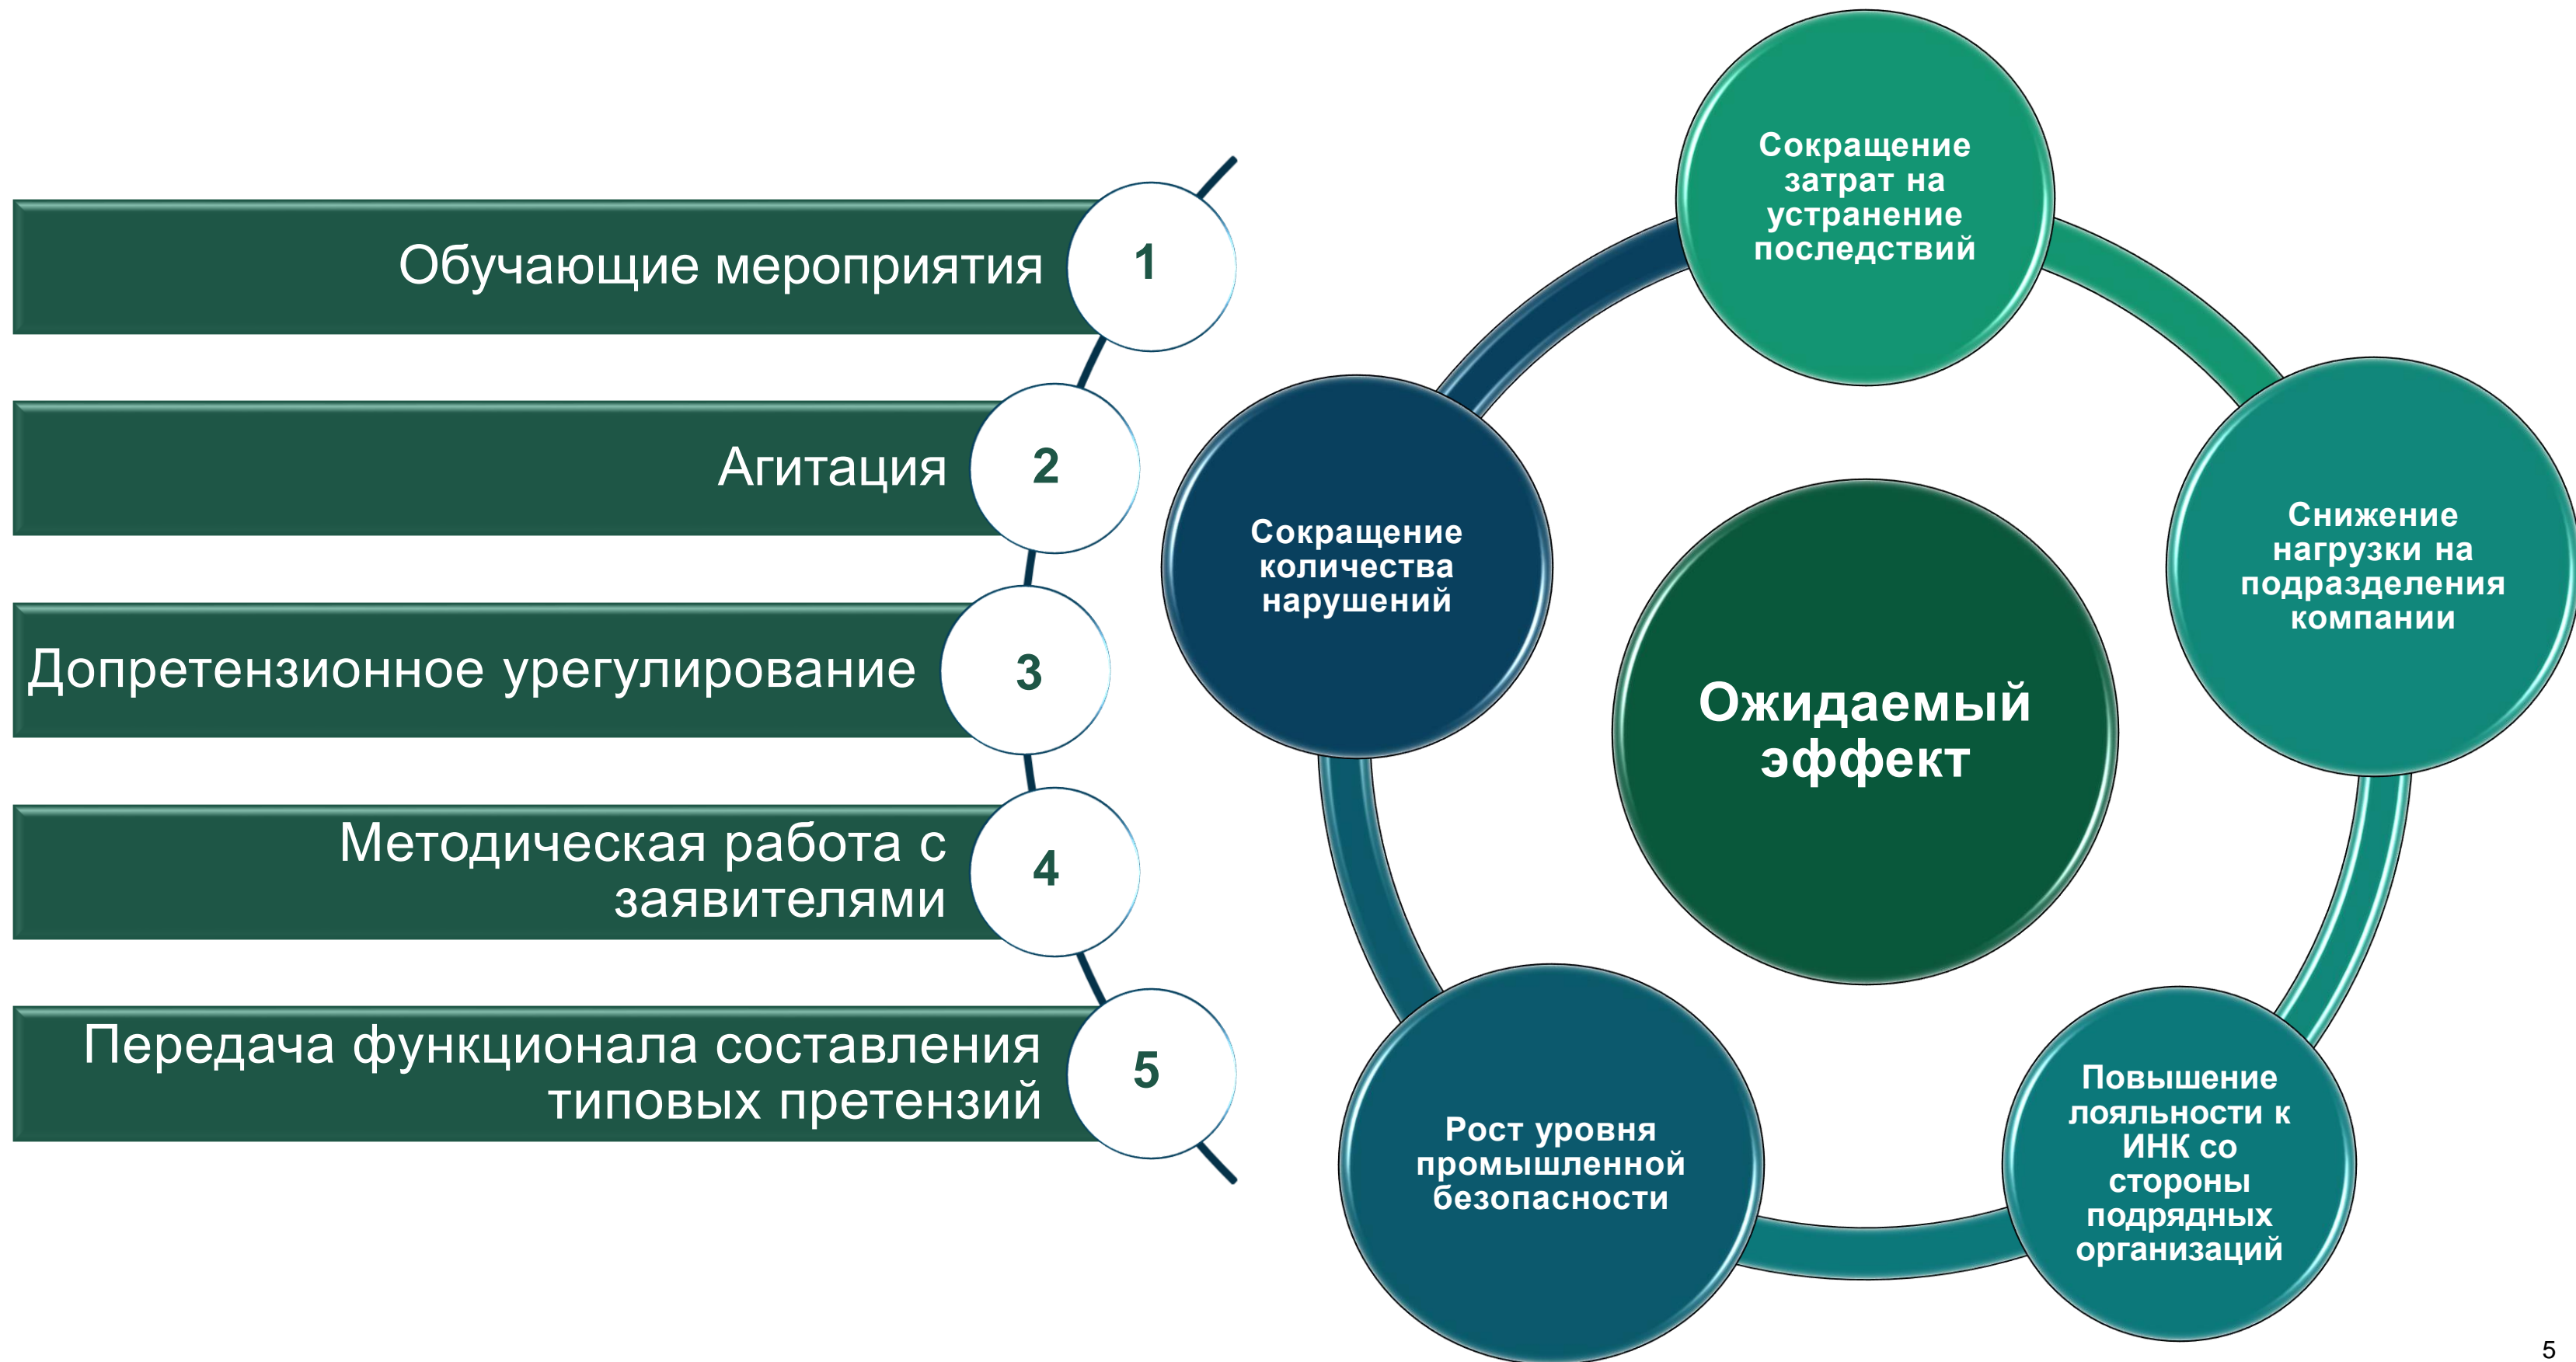 Обучающие мероприятия
1
Агитация
2
Допретензионное урегулирование
3
Методическая работа с
заявителями
4
Передача функционала составления
типовых претензий
5
Сокращение
затрат на
устранение
последствий
Снижение
нагрузки на
подразделения
компании
Повышение
лояльности к
ИНК со
стороны
подрядных
организаций
Рост уровня
промышленной
безопасности
Сокращение
количества
нарушений
Ожидаемый
эффект
5